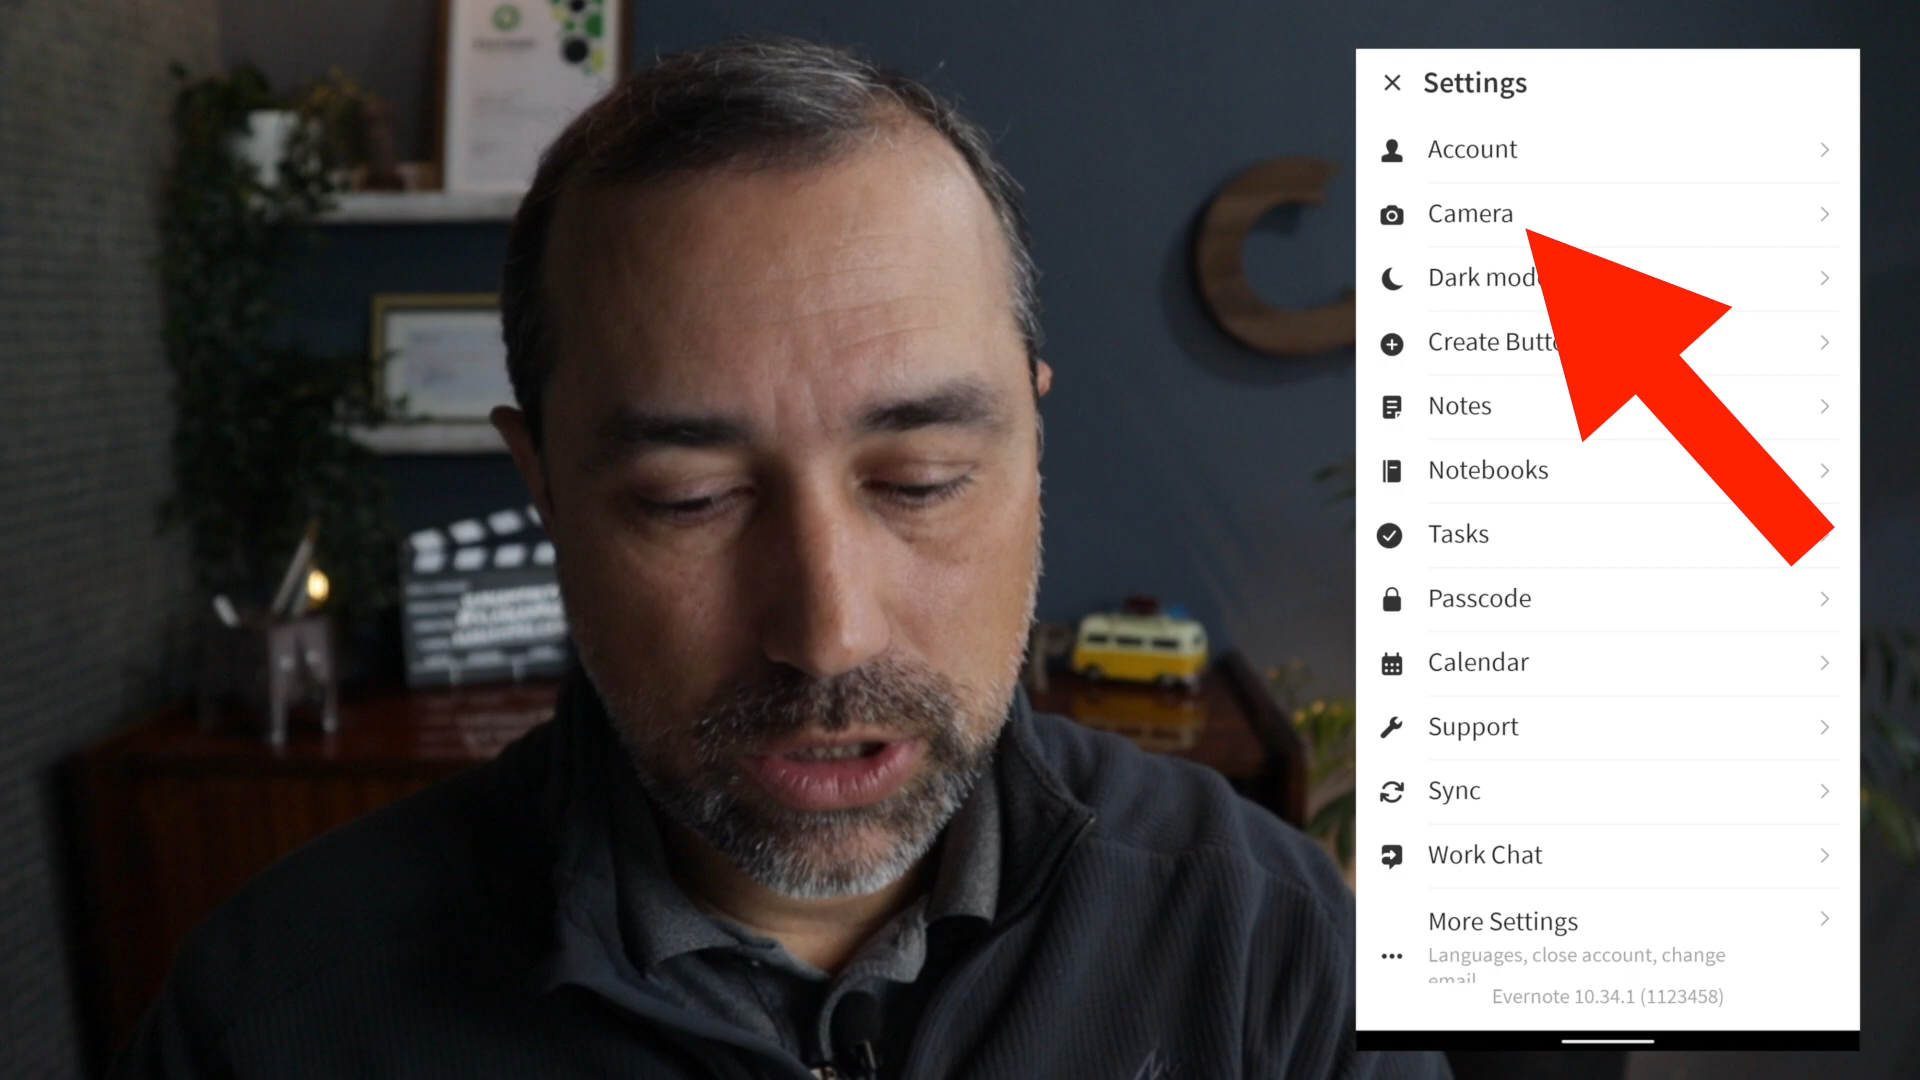 Settings
Account
Camera
Dark mod
Create Butt
Notes
Notebooks
Tasks
Passcode
Calendar
Support
Sync
Work Chat
More Settings
Languages, close account, change
email
Evernote 10.34.1 (1123458)